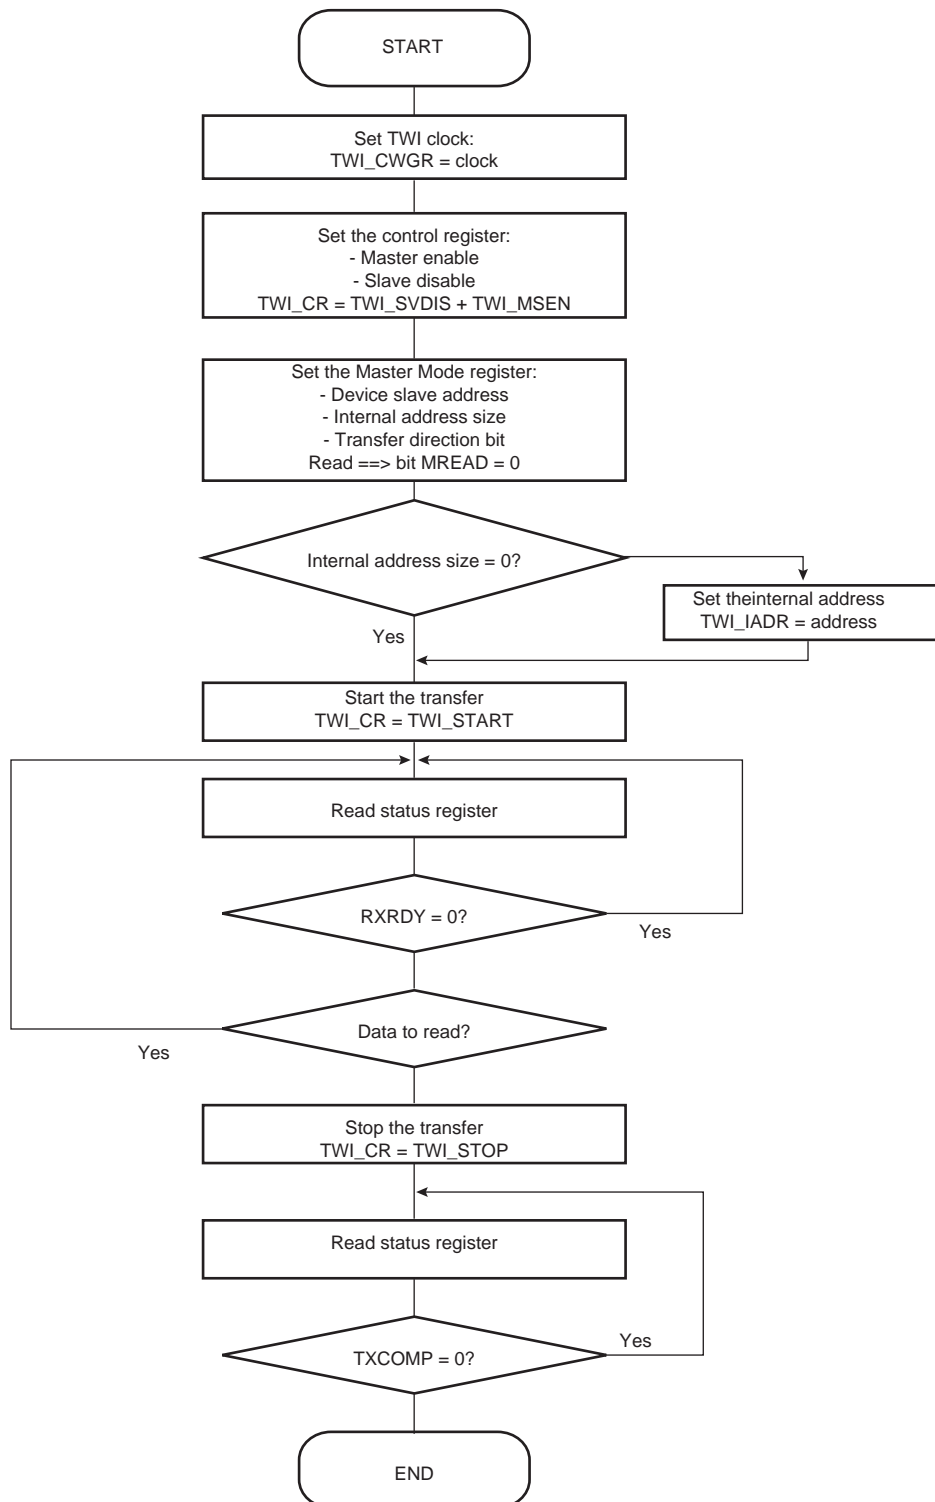 START
Set TWI clock:
TWI_CWGR = clock
Set the control register:
- Master enable
- Slave disable
TWI_CR = TWI_SVDIS + TWI_MSEN
Set the Master Mode register:
- Device slave address
- Internal address size
- Transfer direction bit
Read ==> bit MREAD = 0
Internal address size = 0?
Set theinternal address
TWI_IADR = address
Yes
Start the transfer
TWI_CR = TWI_START
Read status register
RXRDY = 0?
Yes
Data to read?
Yes
Stop the transfer
TWI_CR = TWI_STOP
Read status register
Yes
TXCOMP = 0?
END